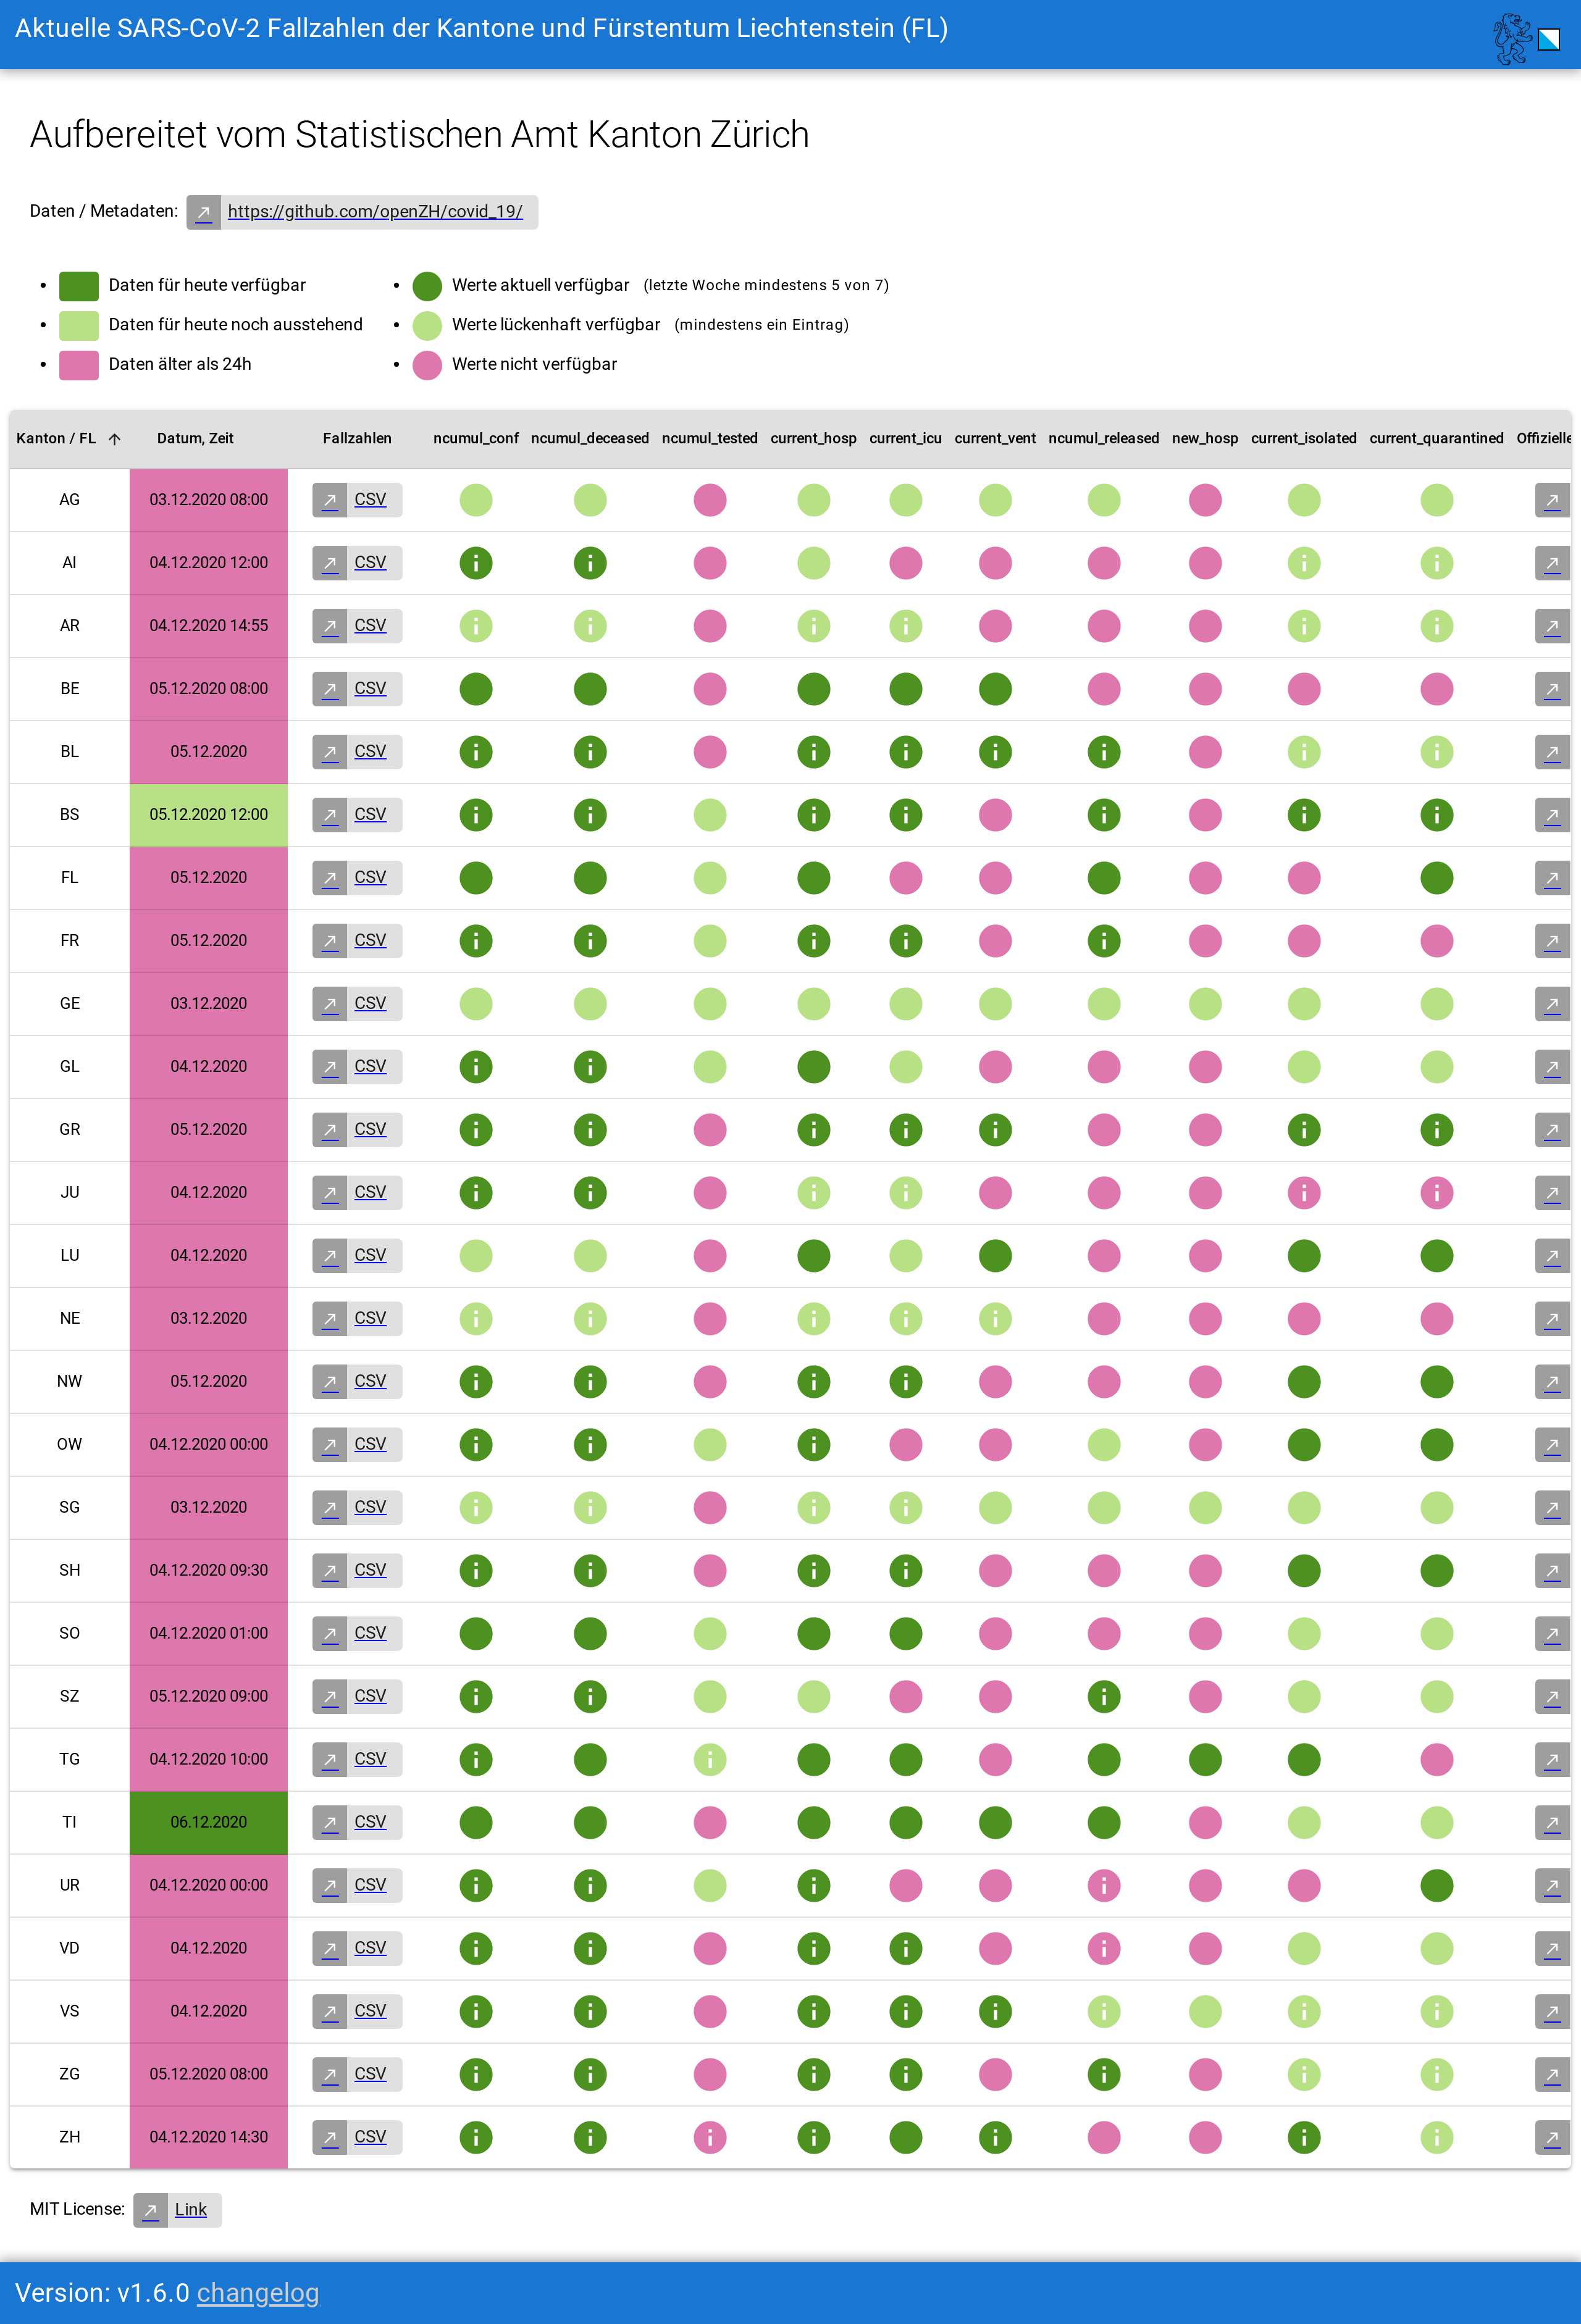 Aktuelle SARS-CoV-2 Fallzahlen der Kantone und Fürstentum Liechtenstein (FL)
Aufbereitet vom Statistischen Amt Kanton Zürich
Daten / Metadaten: https://github.com/openZH/covid_19/
Daten für heute verfügbar
Daten für heute noch ausstehend
Daten älter als 24h
Werte aktuell verfügbar (letzte Woche mindestens 5 von 7)
Werte lückenhaft verfügbar (mindestens ein Eintrag)
Werte nicht verfügbar
Kanton / FL Datum, Zeit Fallzahlen ncumul_conf ncumul_deceased ncumul_tested current_hosp current_icu current_vent ncumul_released new_hosp current_isolated current_quarantined Offizielle
AG 03.12.2020 08:00 CSV
AI 04.12.2020 12:00 CSV
AR 04.12.2020 14:55 CSV
BE 05.12.2020 08:00 CSV
BL 05.12.2020 CSV
BS 05.12.2020 12:00 CSV
FL 05.12.2020 CSV
FR 05.12.2020 CSV
GE 03.12.2020 CSV
GL 04.12.2020 CSV
GR 05.12.2020 CSV
JU 04.12.2020 CSV
LU 04.12.2020 CSV
NE 03.12.2020 CSV
NW 05.12.2020 CSV
OW 04.12.2020 00:00 CSV
SG 03.12.2020 CSV
SH 04.12.2020 09:30 CSV
SO 04.12.2020 01:00 CSV
SZ 05.12.2020 09:00 CSV
TG 04.12.2020 10:00 CSV
TI 06.12.2020 CSV
UR 04.12.2020 00:00 CSV
VD 04.12.2020 CSV
VS 04.12.2020 CSV
ZG 05.12.2020 08:00 CSV
ZH 04.12.2020 14:30 CSV
MIT License: Link
Version: v1.6.0 changelog